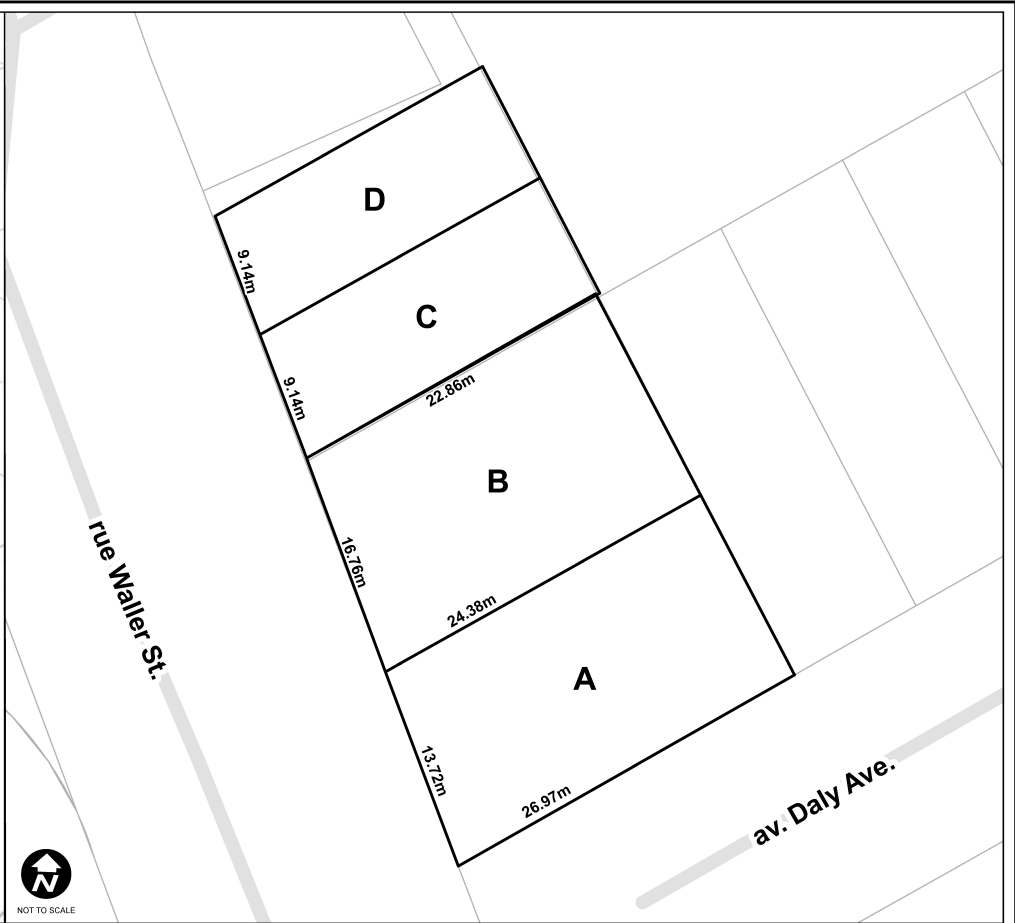 D
9.14m
C
9.14m
22.86m
B
16.76m
24.38m
rue Waller St.
A
13.72m
26.97m
av. Daly Ave.
N
NOT TO SCALE